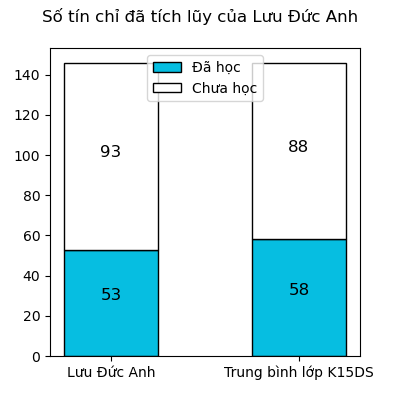 Số tín chỉ đã tích lũy của Lưu Đức Anh
Đã học
Chưa học
140
120
100
80
60
40
20
0
93
88
53
58
Lưu Đức Anh
Trung bình lớp K15DS